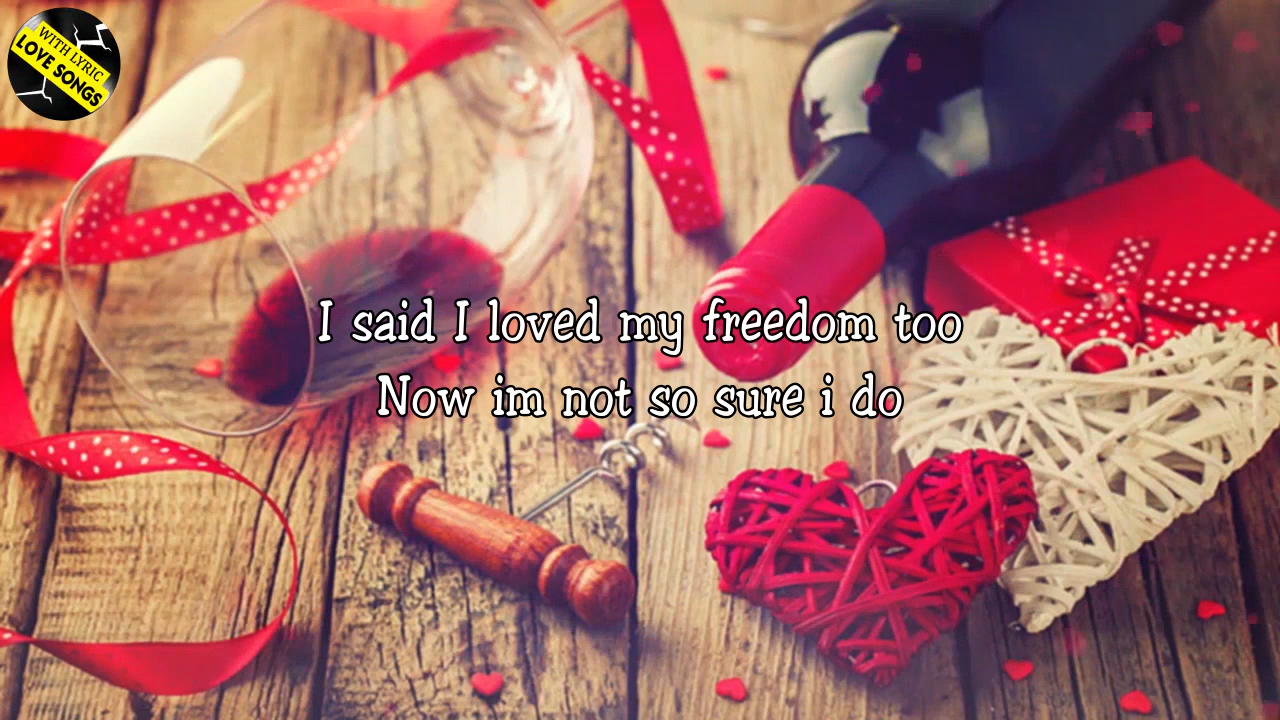 WITH LYRIC
LOVE SONGS
I said I loved my freedom too
Now im not so sure i do